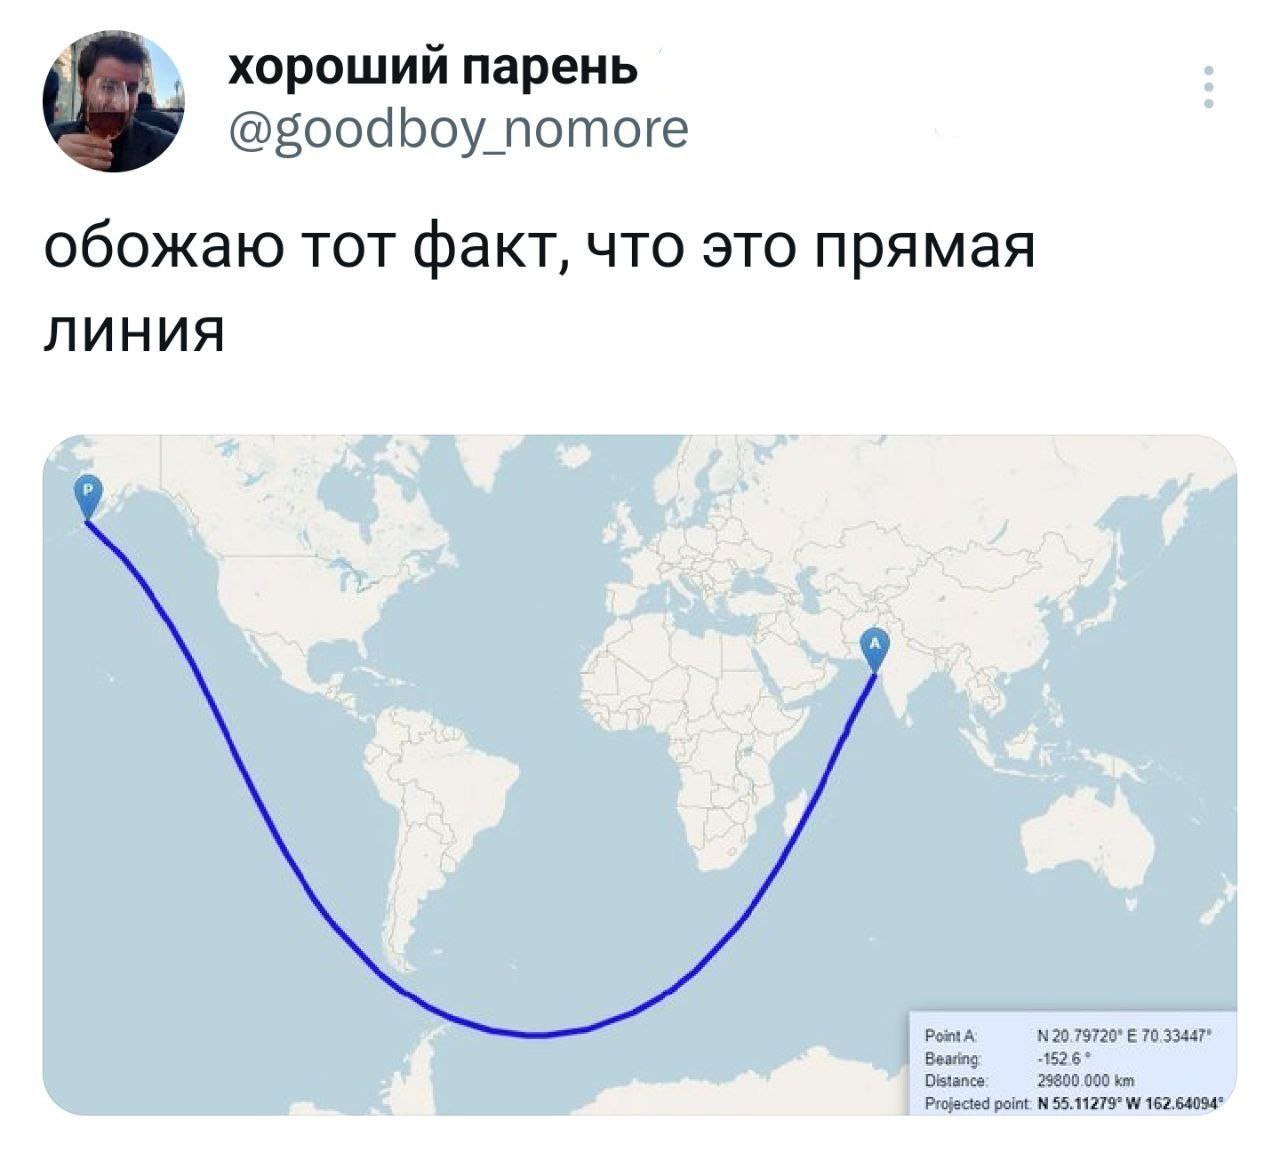 хороший парень
@goodboy_nomore
обожаю тот факт, что это прямая
линия
P
A
Point A: N 20.79720° E 70.33447°
Bearing: -152.6 °
Distance: 29800.000 km
Projected point: N 55.11279° W 162.64094°